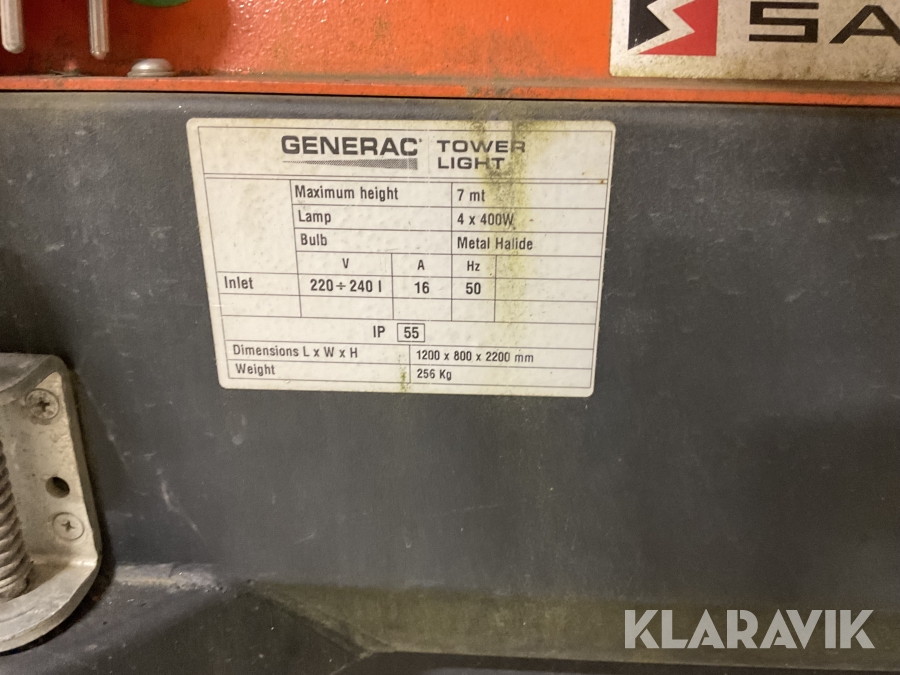 SA
GENERAC TOWER LIGHT
Maximum height 7 mt
Lamp 4 x 400W
Bulb Metal Halide
V A Hz
Inlet 220 ÷ 240 I 16 50
IP 55
Dimensions L x W x H 1200 x 800 x 2200 mm
Weight 256 Kg
KLARAVIK